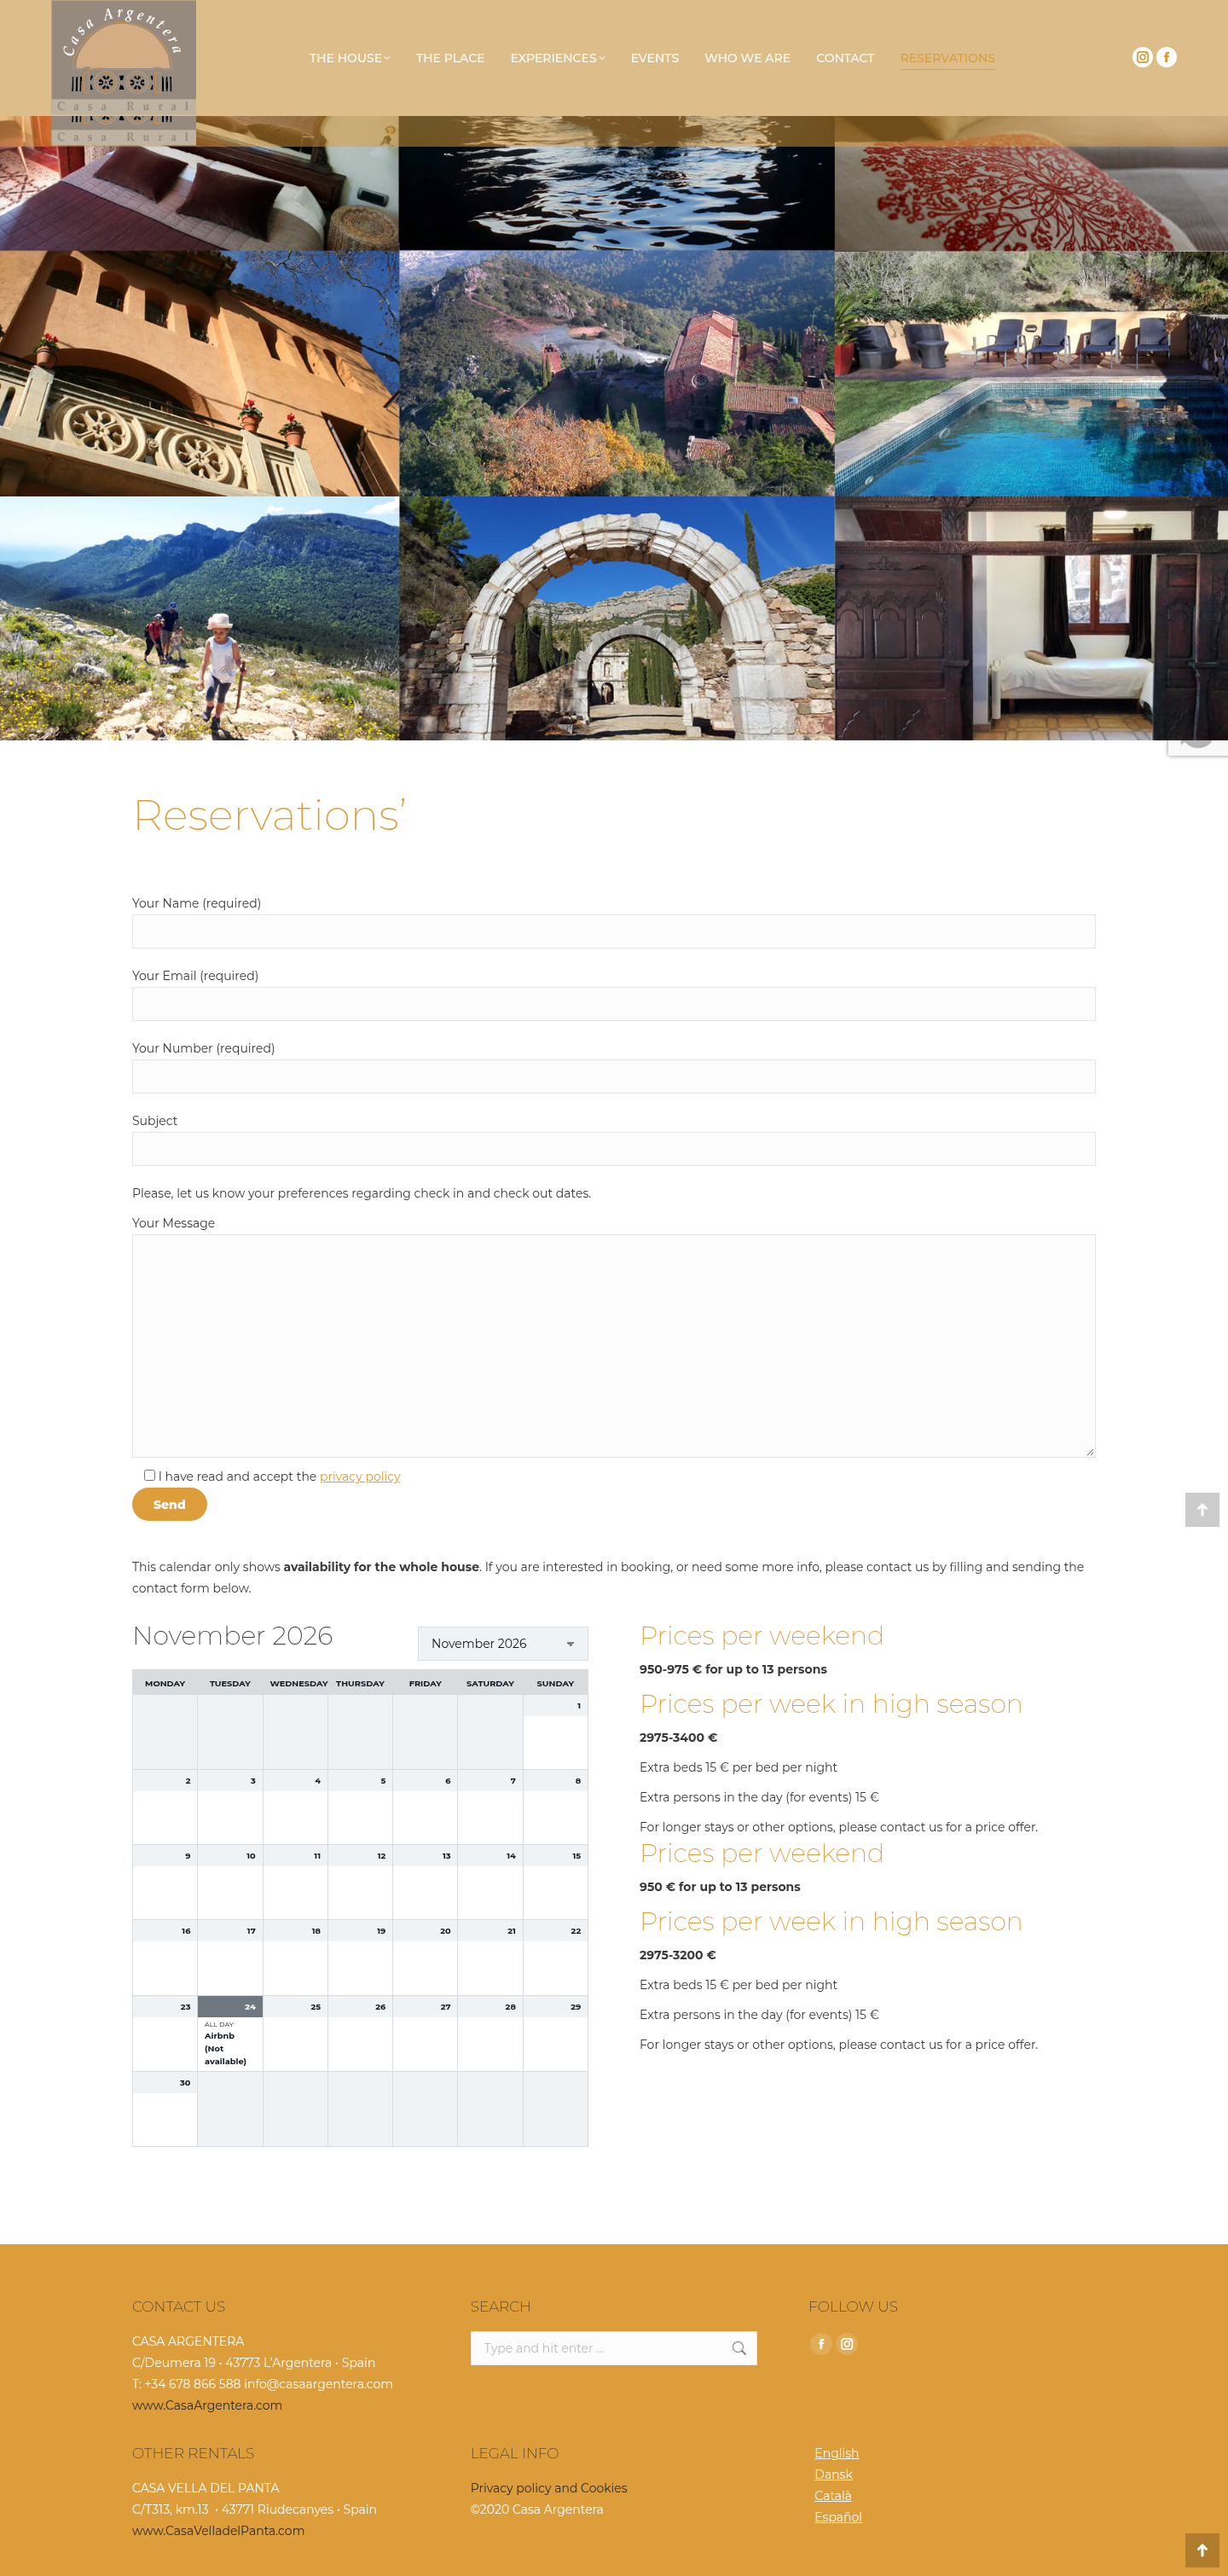 Casa Argentera
Casa Rural
Casa Rural
THE HOUSE
THE PLACE
EXPERIENCES
EVENTS
WHO WE ARE
CONTACT
RESERVATIONS
Reservations’
Your Name (required)
Your Email (required)
Your Number (required)
Subject
Please, let us know your preferences regarding check in and check out dates.
Your Message
I have read and accept the privacy policy
Send
This calendar only shows availability for the whole house. If you are interested in booking, or need some more info, please contact us by filling and sending the
contact form below.
November 2026
November 2026
MONDAY TUESDAY WEDNESDAY THURSDAY FRIDAY SATURDAY SUNDAY
1
2 3 4 5 6 7 8
9 10 11 12 13 14 15
16 17 18 19 20 21 22
23 24 25 26 27 28 29
ALL DAY
Airbnb
(Not
available)
30
Prices per weekend
950-975 € for up to 13 persons
Prices per week in high season
2975-3400 €
Extra beds 15 € per bed per night
Extra persons in the day (for events) 15 €
For longer stays or other options, please contact us for a price offer.
Prices per weekend
950 € for up to 13 persons
Prices per week in high season
2975-3200 €
Extra beds 15 € per bed per night
Extra persons in the day (for events) 15 €
For longer stays or other options, please contact us for a price offer.
CONTACT US
CASA ARGENTERA
C/Deumera 19 • 43773 L’Argentera • Spain
T: +34 678 866 588 info@casaargentera.com
www.CasaArgentera.com
SEARCH
Type and hit enter …
FOLLOW US
OTHER RENTALS
CASA VELLA DEL PANTA
C/T313, km.13 • 43771 Riudecanyes • Spain
www.CasaVelladelPanta.com
LEGAL INFO
Privacy policy and Cookies
©2020 Casa Argentera
English
Dansk
Català
Español